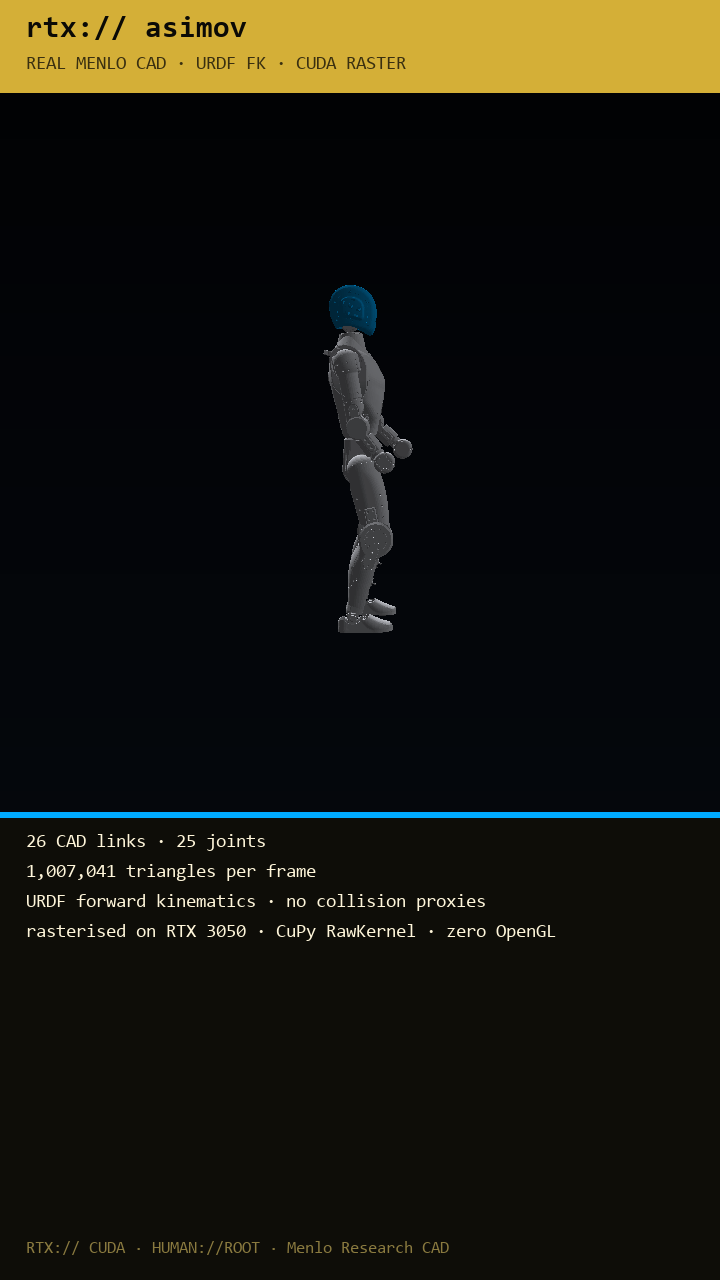 rtx:// asimov
REAL MENLO CAD · URDF FK · CUDA RASTER
26 CAD links · 25 joints
1,007,041 triangles per frame
URDF forward kinematics · no collision proxies
rasterised on RTX 3050 · CuPy RawKernel · zero OpenGL
RTX:// CUDA · HUMAN://ROOT · Menlo Research CAD